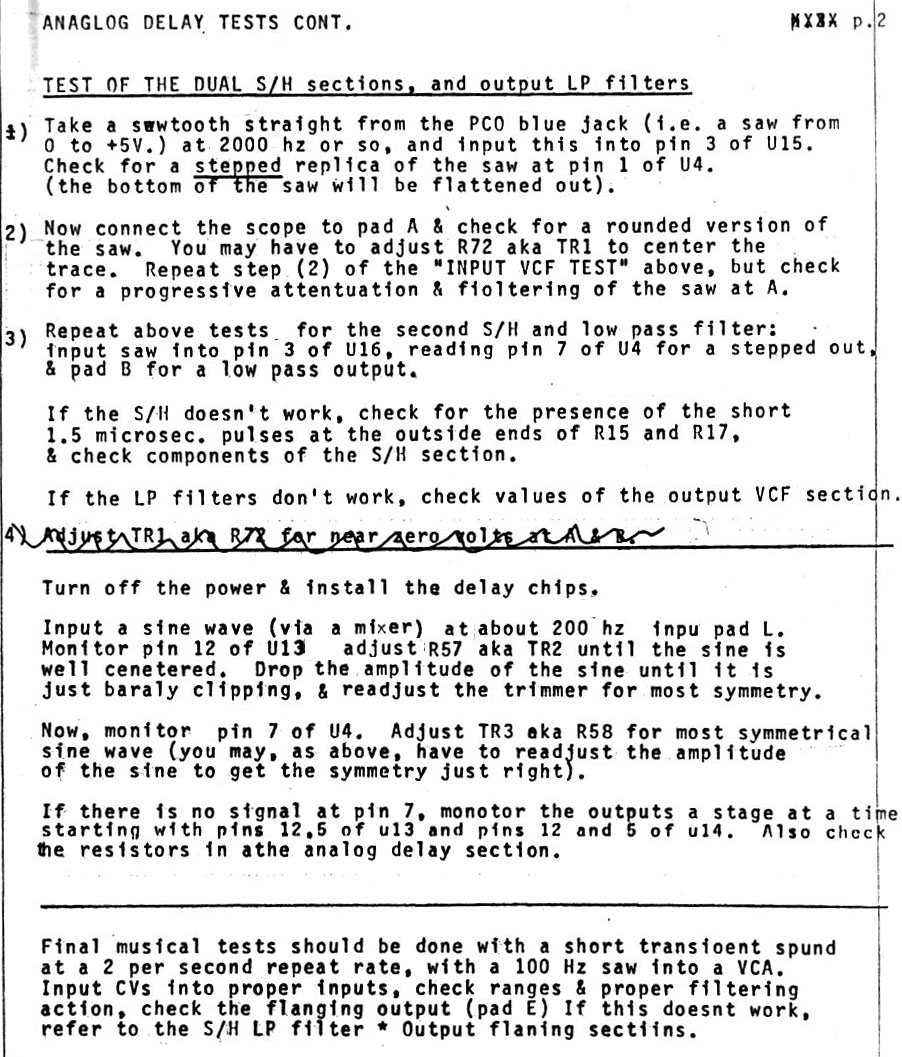 ANAGLOG DELAY TESTS CONT. p.2
TEST OF THE DUAL S/H sections, and output LP filters
1) Take a sawtooth straight from the PCO blue jack (i.e. a saw from
0 to +5V.) at 2000 hz or so, and input this into pin 3 of U15.
Check for a stepped replica of the saw at pin 1 of U4.
(the bottom of the saw will be flattened out).
2) Now connect the scope to pad A & check for a rounded version of
the saw. You may have to adjust R72 aka TR1 to center the
trace. Repeat step (2) of the "INPUT VCF TEST" above, but check
for a progressive attentuation & fioltering of the saw at A.
3) Repeat above tests for the second S/H and low pass filter:
input saw into pin 3 of U16, reading pin 7 of U4 for a stepped out,
& pad B for a low pass output.
If the S/H doesn't work, check for the presence of the short
1.5 microsec. pulses at the outside ends of R15 and R17,
& check components of the S/H section.
If the LP filters don't work, check values of the output VCF section.
4) Adjust TR1 aka R72 for near zero volts at A & B.
Turn off the power & install the delay chips.
Input a sine wave (via a mixer) at about 200 hz inpu pad L.
Monitor pin 12 of U13 adjust R57 aka TR2 until the sine is
well cenetered. Drop the amplitude of the sine until it is
just baraly clipping, & readjust the trimmer for most symmetry.
Now, monitor pin 7 of U4. Adjust TR3 aka R58 for most symmetrical
sine wave (you may, as above, have to readjust the amplitude
of the sine to get the symmetry just right).
If there is no signal at pin 7, monotor the outputs a stage at a time
starting with pins 12,5 of u13 and pins 12 and 5 of u14. Also check
the resistors in athe analog delay section.
Final musical tests should be done with a short transioent spund
at a 2 per second repeat rate, with a 100 Hz saw into a VCA.
Input CVs into proper inputs, check ranges & proper filtering
action, check the flanging output (pad E) If this doesnt work,
refer to the S/H LP filter * Output flaning sectiins.